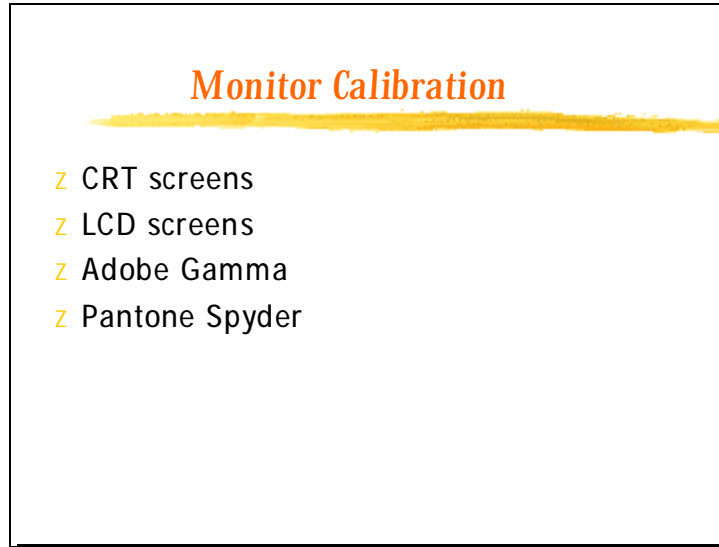 Monitor Calibration
z CRT screens
z LCD screens
z Adobe Gamma
z Pantone Spyder